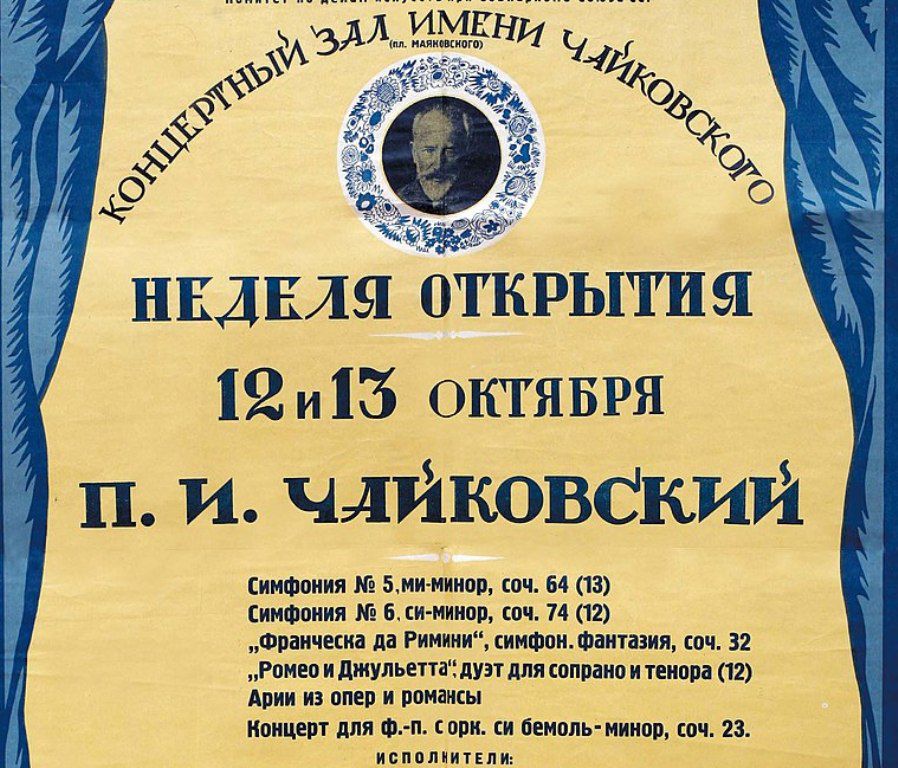 КОНЦЕРТНЫЙ ЗАЛ ИМЕНИ ЧАЙКОВСКОГО
(пл. МАЯКОВСКОГО)
НЕДЕЛЯ ОТКРЫТИЯ
12 и 13 ОКТЯБРЯ
П. И. ЧАЙКОВСКИЙ
Симфония № 5, ми-минор, соч. 64 (13)
Симфония № 6, си-минор, соч. 74 (12)
„Франческа да Римини“, симфон. фантазия, соч. 32
„Ромео и Джульетта“: дуэт для сопрано и тенора (12)
Арии из опер и романсы
Концерт для ф.-п. с орк. си бемоль-минор, соч. 23.
ИСПОЛНИТЕЛИ: